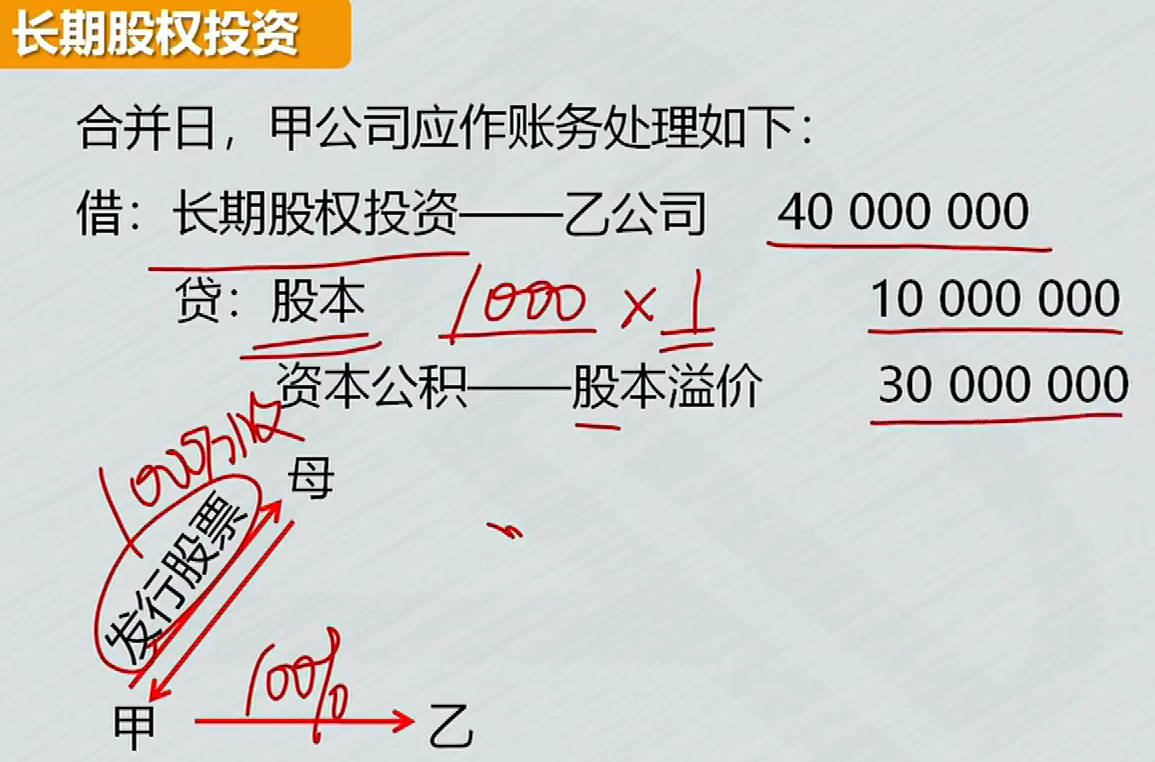 长期股权投资
合并日，甲公司应作账务处理如下：
借：长期股权投资——乙公司 40 000 000
贷：股本 1000 × 1 10 000 000
资本公积——股本溢价 30 000 000
1000万股
母
发行股票
100%
甲 乙